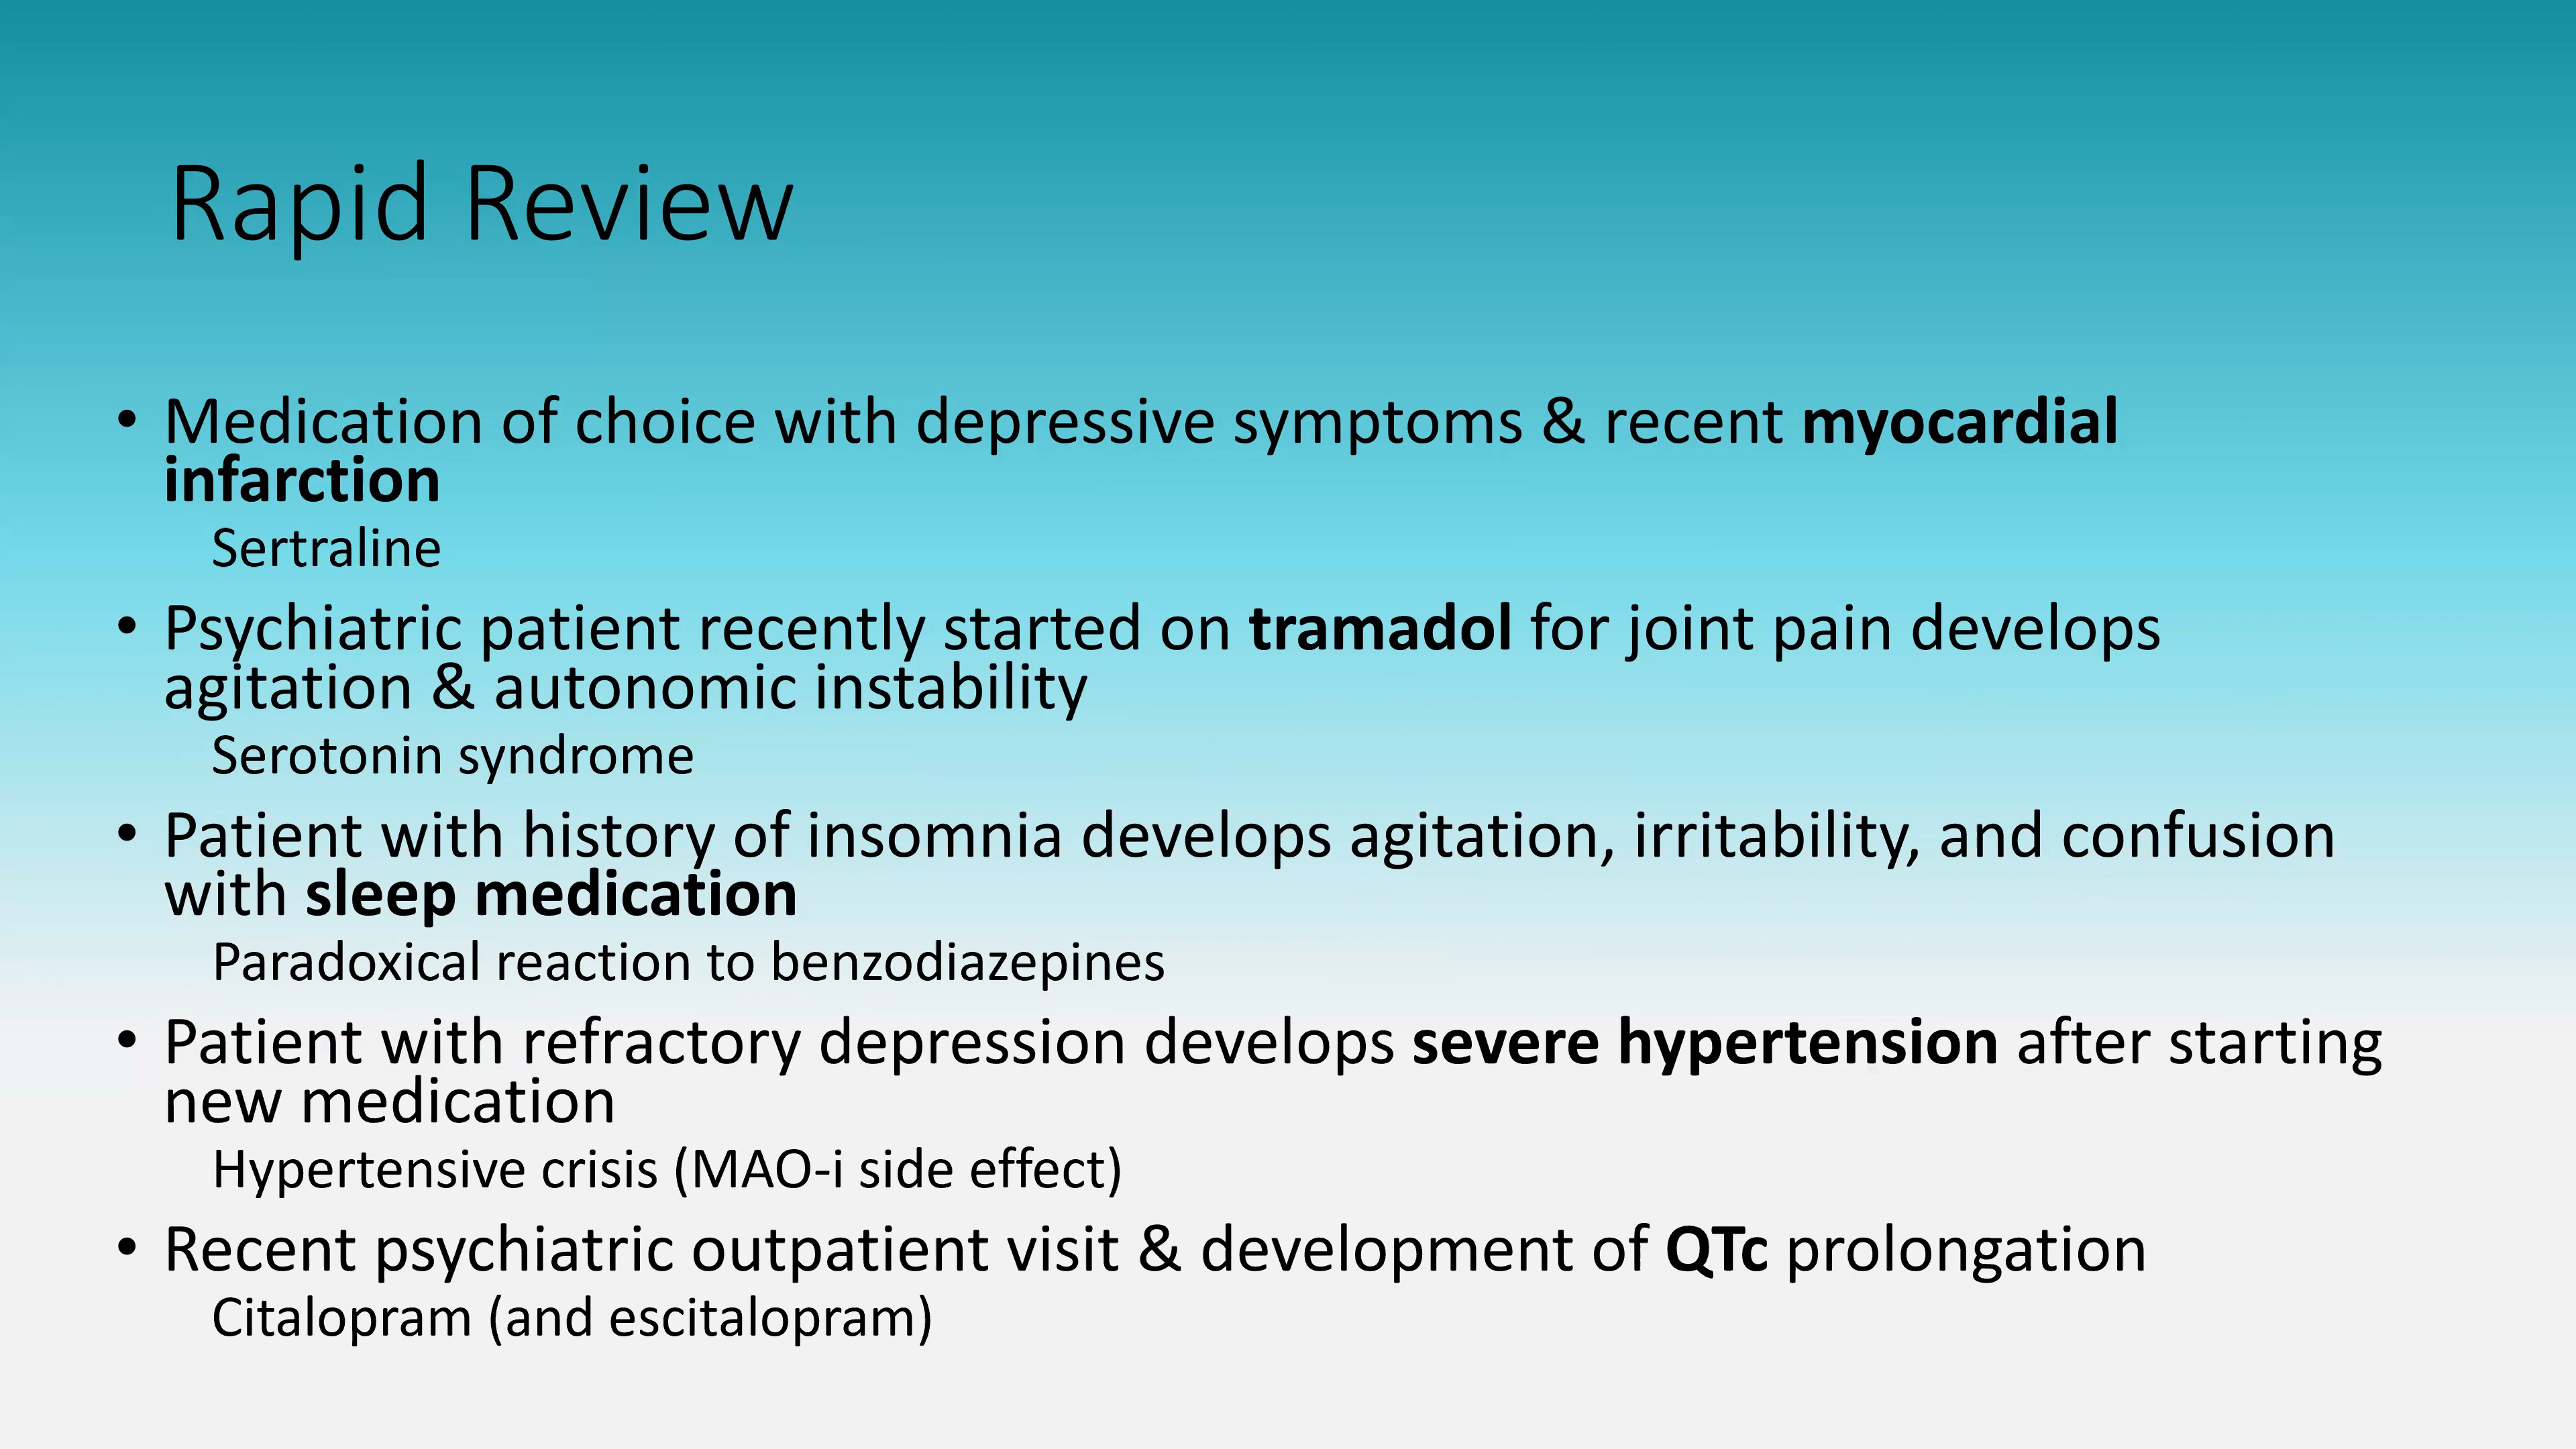 Rapid Review
• Medication of choice with depressive symptoms & recent myocardial
infarction
Sertraline
• Psychiatric patient recently started on tramadol for joint pain develops
agitation & autonomic instability
Serotonin syndrome
• Patient with history of insomnia develops agitation, irritability, and confusion
with sleep medication
Paradoxical reaction to benzodiazepines
• Patient with refractory depression develops severe hypertension after starting
new medication
Hypertensive crisis (MAO-i side effect)
• Recent psychiatric outpatient visit & development of QTc prolongation
Citalopram (and escitalopram)